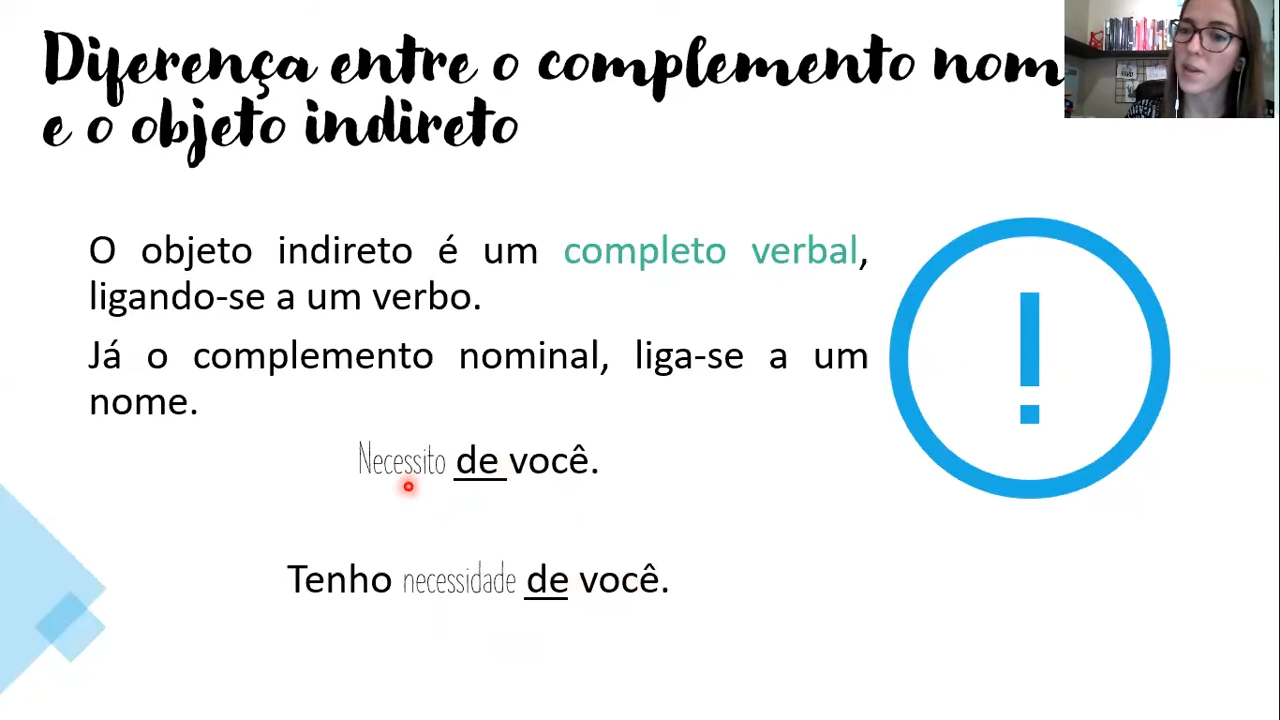 Diferença entre o complemento nom
e o objeto indireto
O objeto indireto é um completo verbal,
ligando-se a um verbo.
Já o complemento nominal, liga-se a um
nome.
Necessito de você.
Tenho necessidade de você.